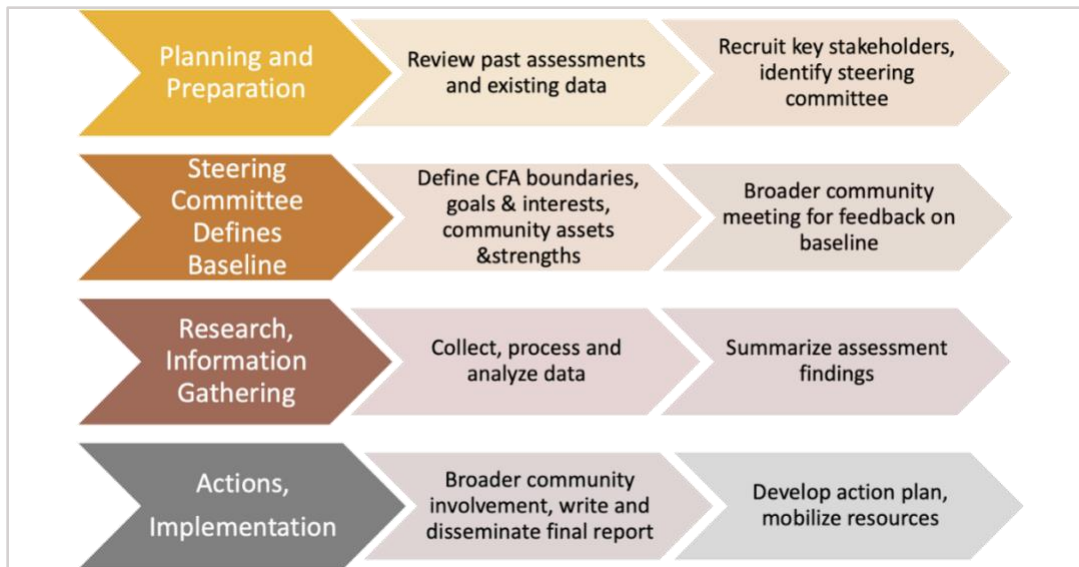 Planning and
Preparation
Review past assessments
and existing data
Recruit key stakeholders,
identify steering
committee
Steering
Committee
Defines
Baseline
Define CFA boundaries,
goals & interests,
community assets
&strengths
Broader community
meeting for feedback on
baseline
Research,
Information
Gathering
Collect, process and
analyze data
Summarize assessment
findings
Actions,
Implementation
Broader community
involvement, write and
disseminate final report
Develop action plan,
mobilize resources